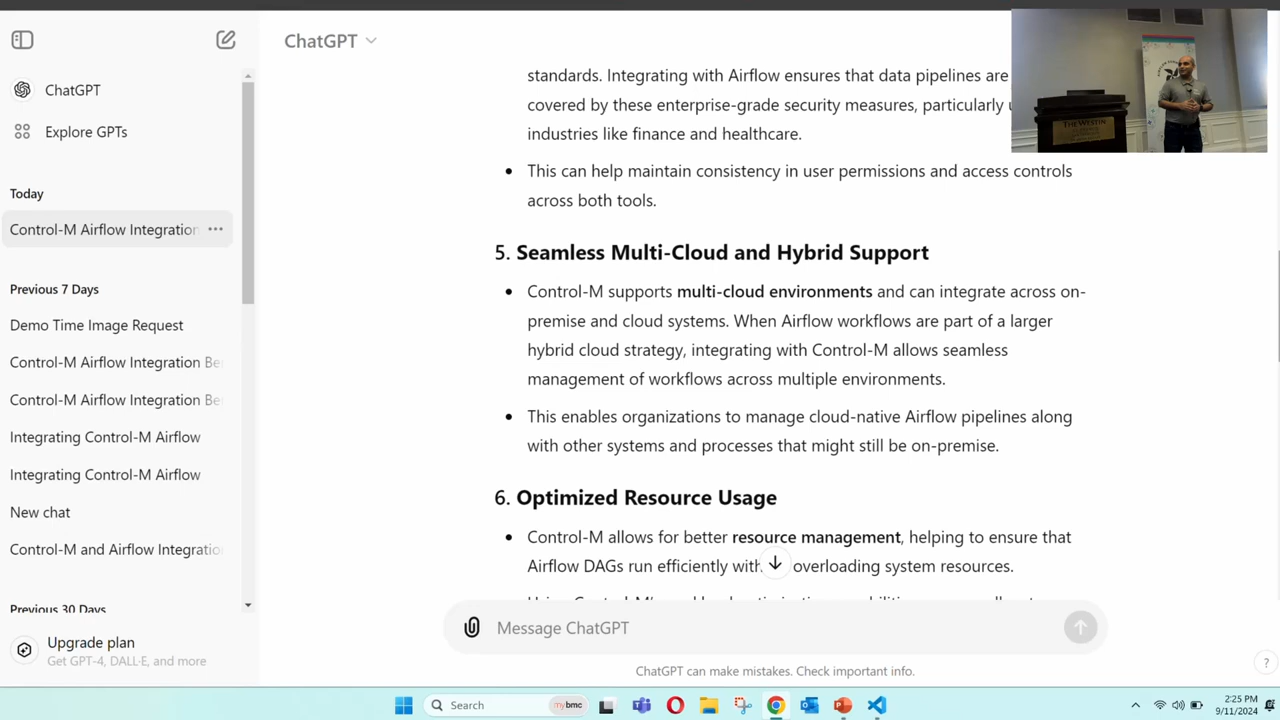 ChatGPT
standards. Integrating with Airflow ensures that data pipelines are
covered by these enterprise-grade security measures, particularly
industries like finance and healthcare.
This can help maintain consistency in user permissions and access controls
across both tools.
5. Seamless Multi-Cloud and Hybrid Support
Control-M supports multi-cloud environments and can integrate across on-
premise and cloud systems. When Airflow workflows are part of a larger
hybrid cloud strategy, integrating with Control-M allows seamless
management of workflows across multiple environments.
This enables organizations to manage cloud-native Airflow pipelines along
with other systems and processes that might still be on-premise.
6. Optimized Resource Usage
Control-M allows for better resource management, helping to ensure that
Airflow DAGs run efficiently with overloading system resources.
Message ChatGPT
ChatGPT can make mistakes. Check important info.
?
ChatGPT
Explore GPTs
Today
Control-M Airflow Integration
Previous 7 Days
Demo Time Image Request
Control-M Airflow Integration Be
Control-M Airflow Integration Be
Integrating Control-M Airflow
Integrating Control-M Airflow
New chat
Control-M and Airflow Integratio
Previous 30 Days
Upgrade plan
Get GPT-4, DALL·E, and more
THE WESTIN
Search
mybmc
2:25 PM
9/11/2024